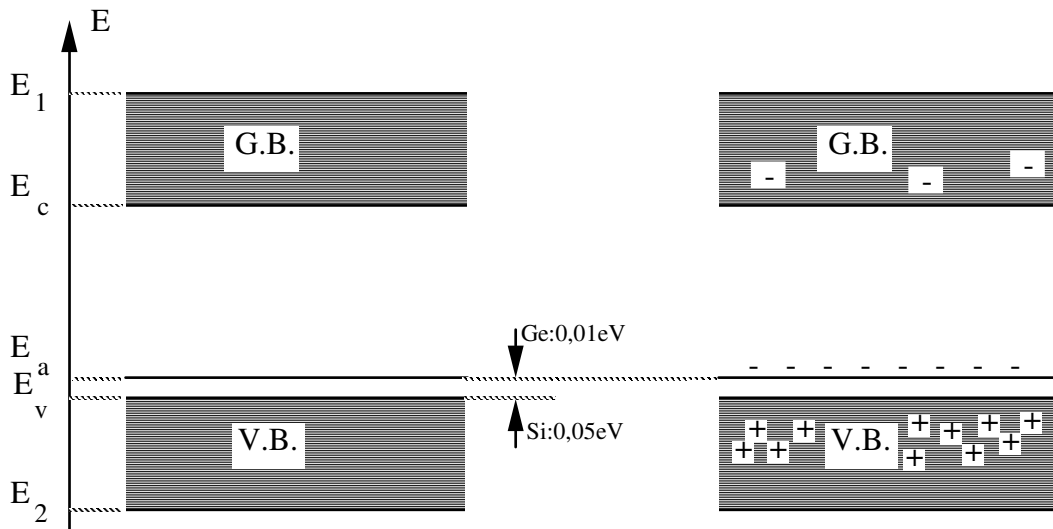 E
E1
G.B.
G.B.
- - -
Ec
Ge:0,01eV
Ea
- - - - - - - -
Ev
Si:0,05eV
V.B.
V.B.
+ + + + + + + + + + + +
E2